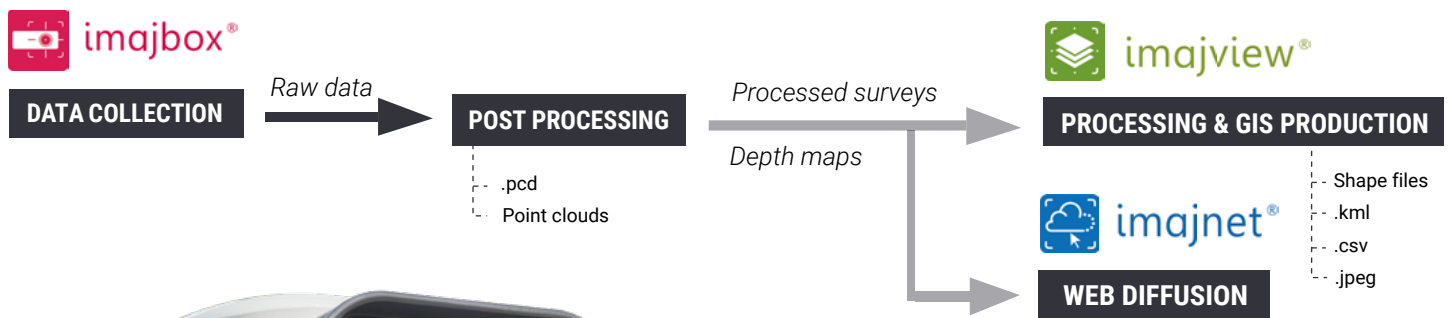 imajbox®
DATA COLLECTION
Raw data
POST PROCESSING
.pcd
Point clouds
Processed surveys
Depth maps
imajview®
PROCESSING & GIS PRODUCTION
Shape files
.kml
.csv
.jpeg
imajnet®
WEB DIFFUSION